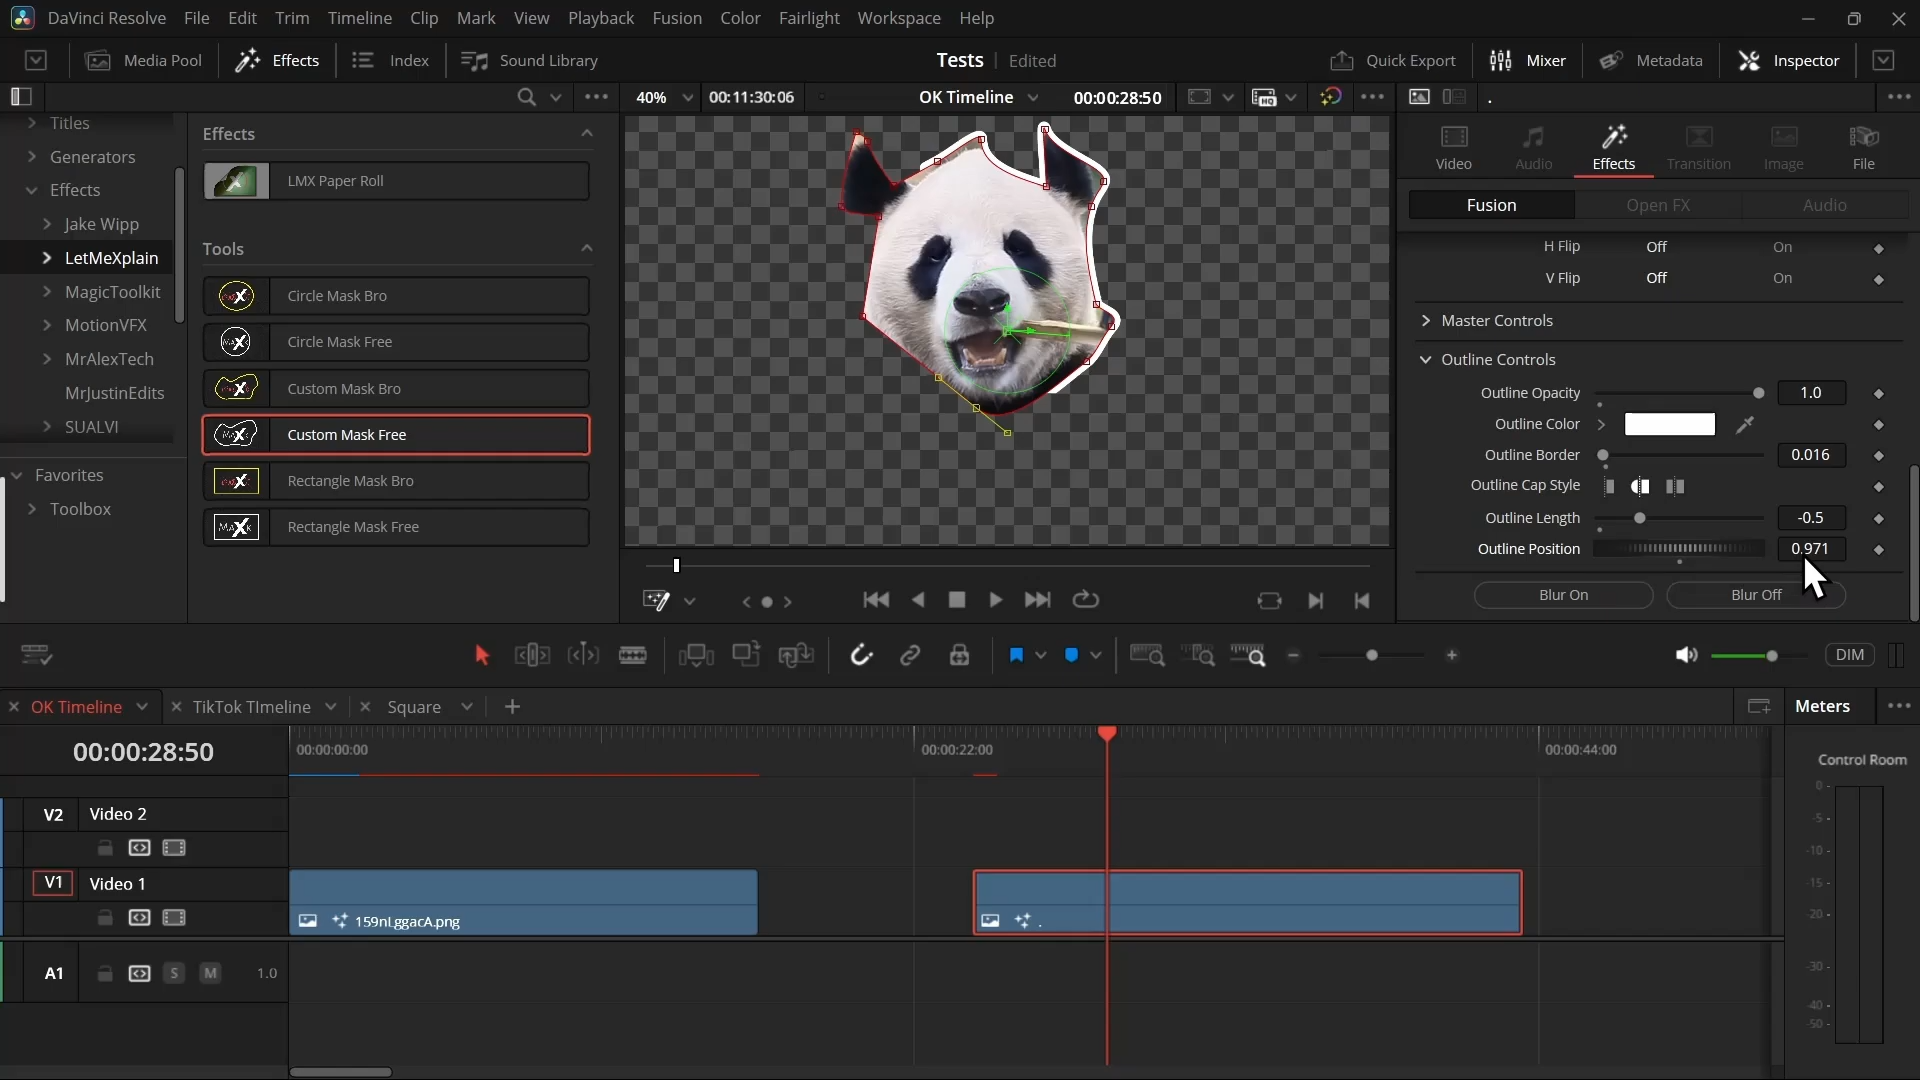 DaVinci Resolve File Edit Trim Timeline Clip Mark View Playback Fusion Color Fairlight Workspace Help
Media Pool Effects Index Sound Library Tests Edited Quick Export Mixer Metadata Inspector
40% 00:11:30:06 OK Timeline 00:00:28:50 HQ .
Titles
Generators
Effects
Jake Wipp
LetMeXplain
MagicToolkit
MotionVFX
MrAlexTech
MrJustinEdits
SUALVI
Favorites
Toolbox
Effects
LMX Paper Roll
Tools
Circle Mask Bro
Circle Mask Free
Custom Mask Bro
Custom Mask Free
Rectangle Mask Bro
Rectangle Mask Free
Video Audio Effects Transition Image File
Fusion Open FX Audio
H Flip Off On
V Flip Off On
Master Controls
Outline Controls
Outline Opacity 1.0
Outline Color
Outline Border 0.016
Outline Cap Style
Outline Length -0.5
Outline Position 0.971
Blur On Blur Off
DIM
OK Timeline TikTok TImeline Square Meters
00:00:28:50 00:00:00:00 00:00:22:00 00:00:44:00
Control Room
V2 Video 2
V1 Video 1
159nLggacA.png .
A1 S M 1.0
0
-5
-10
-15
-20
-30
-40
-50